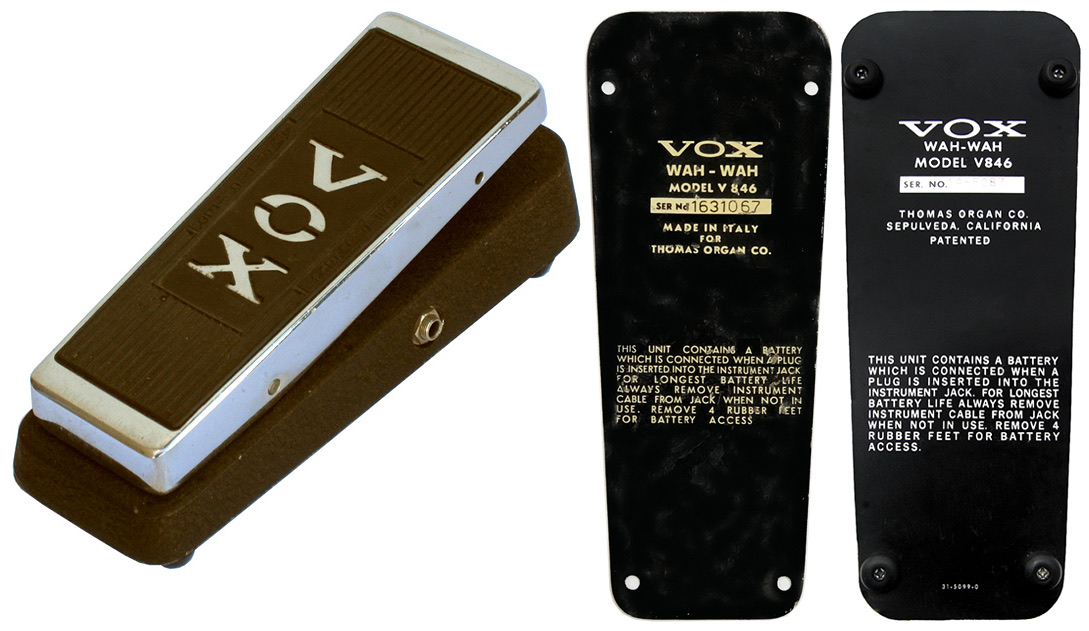 VOX
VOX
WAH - WAH
MODEL V 846
SER No 1631067
MADE IN ITALY
FOR
THOMAS ORGAN CO.
THIS UNIT CONTAINS A BATTERY
WHICH IS CONNECTED WHEN A PLUG
IS INSERTED INTO THE INSTRUMENT JACK
FOR LONGEST BATTERY LIFE
ALWAYS REMOVE INSTRUMENT
CABLE FROM JACK WHEN NOT IN
USE. REMOVE 4 RUBBER FEET
FOR BATTERY ACCESS
VOX
WAH-WAH
MODEL V846
SER. NO.
THOMAS ORGAN CO.
SEPULVEDA, CALIFORNIA
PATENTED
THIS UNIT CONTAINS A BATTERY
WHICH IS CONNECTED WHEN A
PLUG IS INSERTED INTO THE
INSTRUMENT JACK. FOR LONGEST
BATTERY LIFE ALWAYS REMOVE
INSTRUMENT CABLE FROM JACK
WHEN NOT IN USE. REMOVE 4
RUBBER FEET FOR BATTERY
ACCESS.
31-5099-0